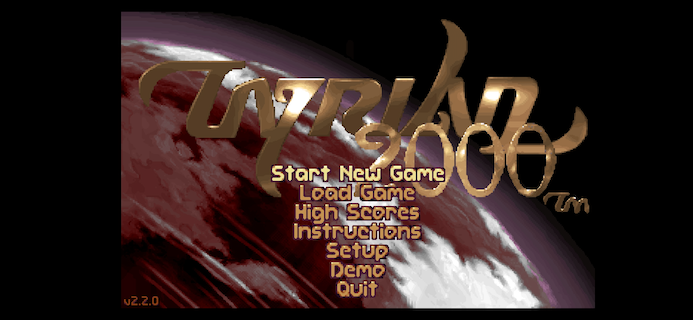 Tyrian
2000
TM
Start New Game
Load Game
High Scores
Instructions
Setup
Demo
Quit
v2.2.0